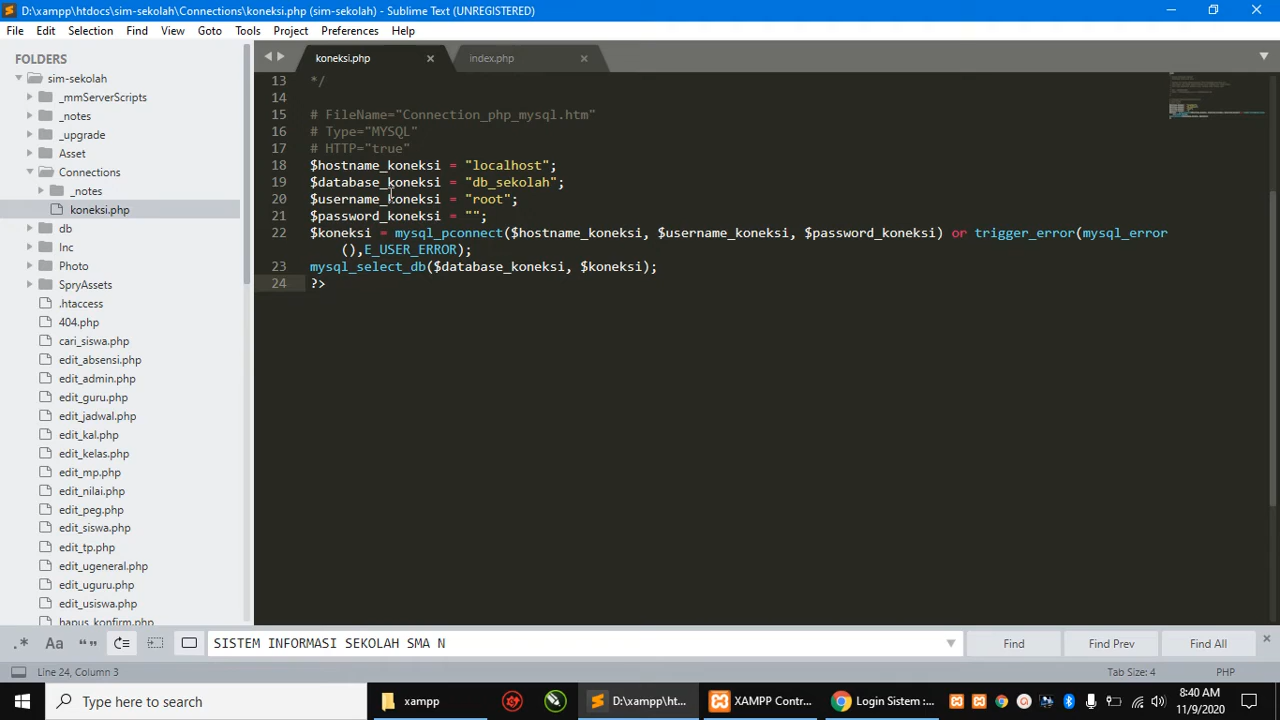 D:\xampp\htdocs\sim-sekolah\Connections\koneksi.php (sim-sekolah) - Sublime Text (UNREGISTERED)
File Edit Selection Find View Goto Tools Project Preferences Help
FOLDERS
sim-sekolah
_mmServerScripts
_notes
_upgrade
Asset
Connections
_notes
koneksi.php
db
Inc
Photo
SpryAssets
.htaccess
404.php
cari_siswa.php
edit_absensi.php
edit_admin.php
edit_guru.php
edit_jadwal.php
edit_kal.php
edit_kelas.php
edit_mp.php
edit_nilai.php
edit_peg.php
edit_siswa.php
edit_tp.php
edit_ugeneral.php
edit_uguru.php
edit_usiswa.php
hapus_konfirm.php
koneksi.php index.php
13 */
14
15 # FileName="Connection_php_mysql.htm"
16 # Type="MYSQL"
17 # HTTP="true"
18 $hostname_koneksi = "localhost";
19 $database_koneksi = "db_sekolah";
20 $username_koneksi = "root";
21 $password_koneksi = "";
22 $koneksi = mysql_pconnect($hostname_koneksi, $username_koneksi, $password_koneksi) or trigger_error(mysql_error
(),E_USER_ERROR);
23 mysql_select_db($database_koneksi, $koneksi);
24 ?>
.* Aa “” SISTEM INFORMASI SEKOLAH SMA N Find Find Prev Find All
Line 24, Column 3 Tab Size: 4 PHP
Type here to search xampp D:\xampp\ht... XAMPP Contr... Login Sistem :... 8:40 AM
11/9/2020